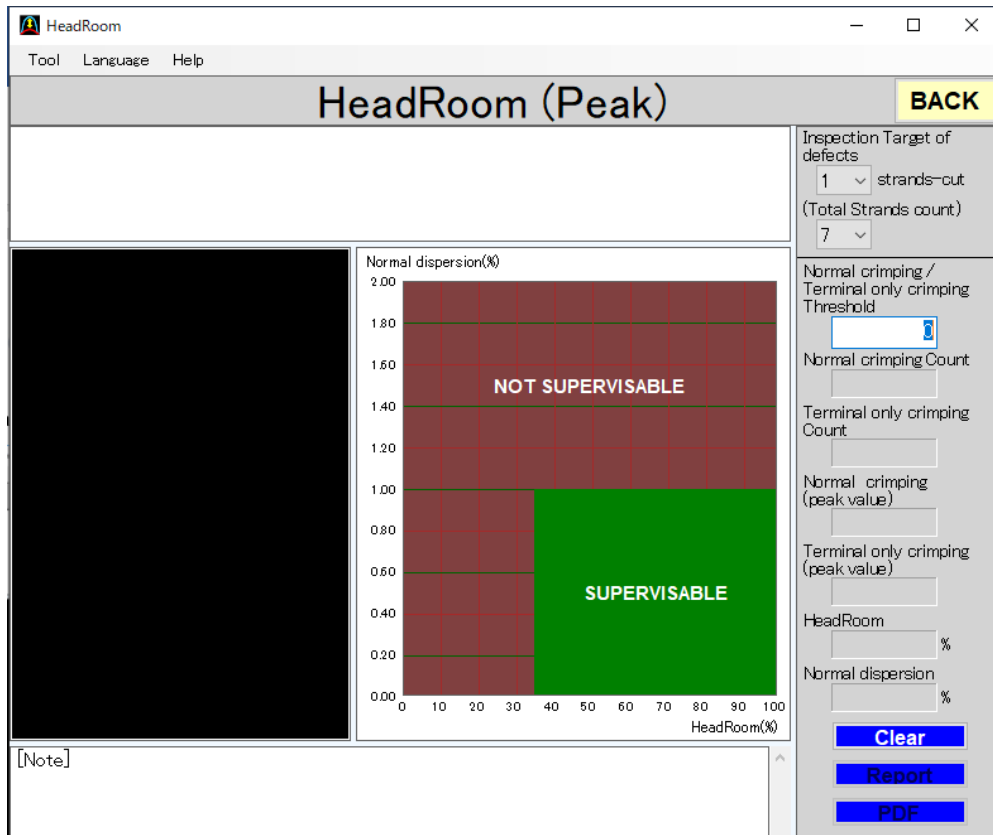 HeadRoom
Tool Language Help
HeadRoom (Peak)
BACK
Inspection Target of
defects
1 strands-cut
(Total Strands count)
7
Normal crimping /
Terminal only crimping
Threshold
0
Normal crimping Count
Terminal only crimping
Count
Normal crimping
(peak value)
Terminal only crimping
(peak value)
HeadRoom
%
Normal dispersion
%
Clear
Report
PDF
Normal dispersion(%)
2.00
1.80
1.60
NOT SUPERVISABLE
1.40
1.20
1.00
0.80
0.60
SUPERVISABLE
0.40
0.20
0.00
0 10 20 30 40 50 60 70 80 90 100
HeadRoom(%)
[Note]